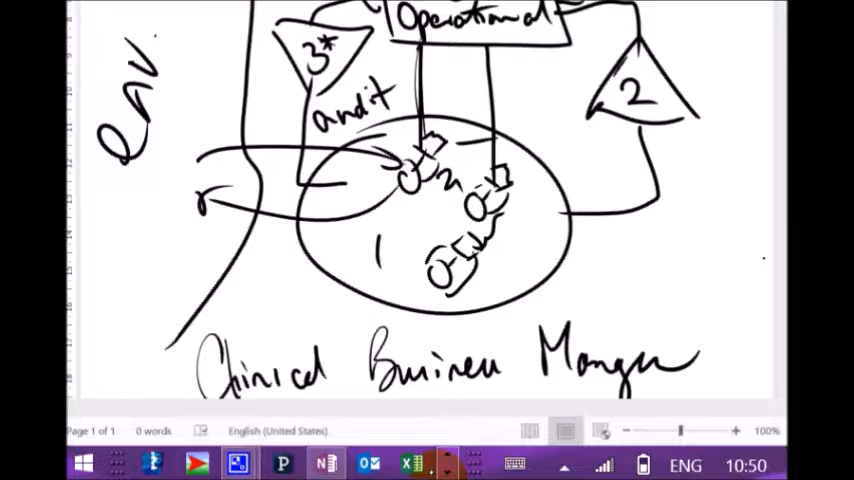 Operational
3*
2
env.
audit
1
Clinical Business Manager
Page 1 of 1 0 words English (United States) 100%
ENG 10:50